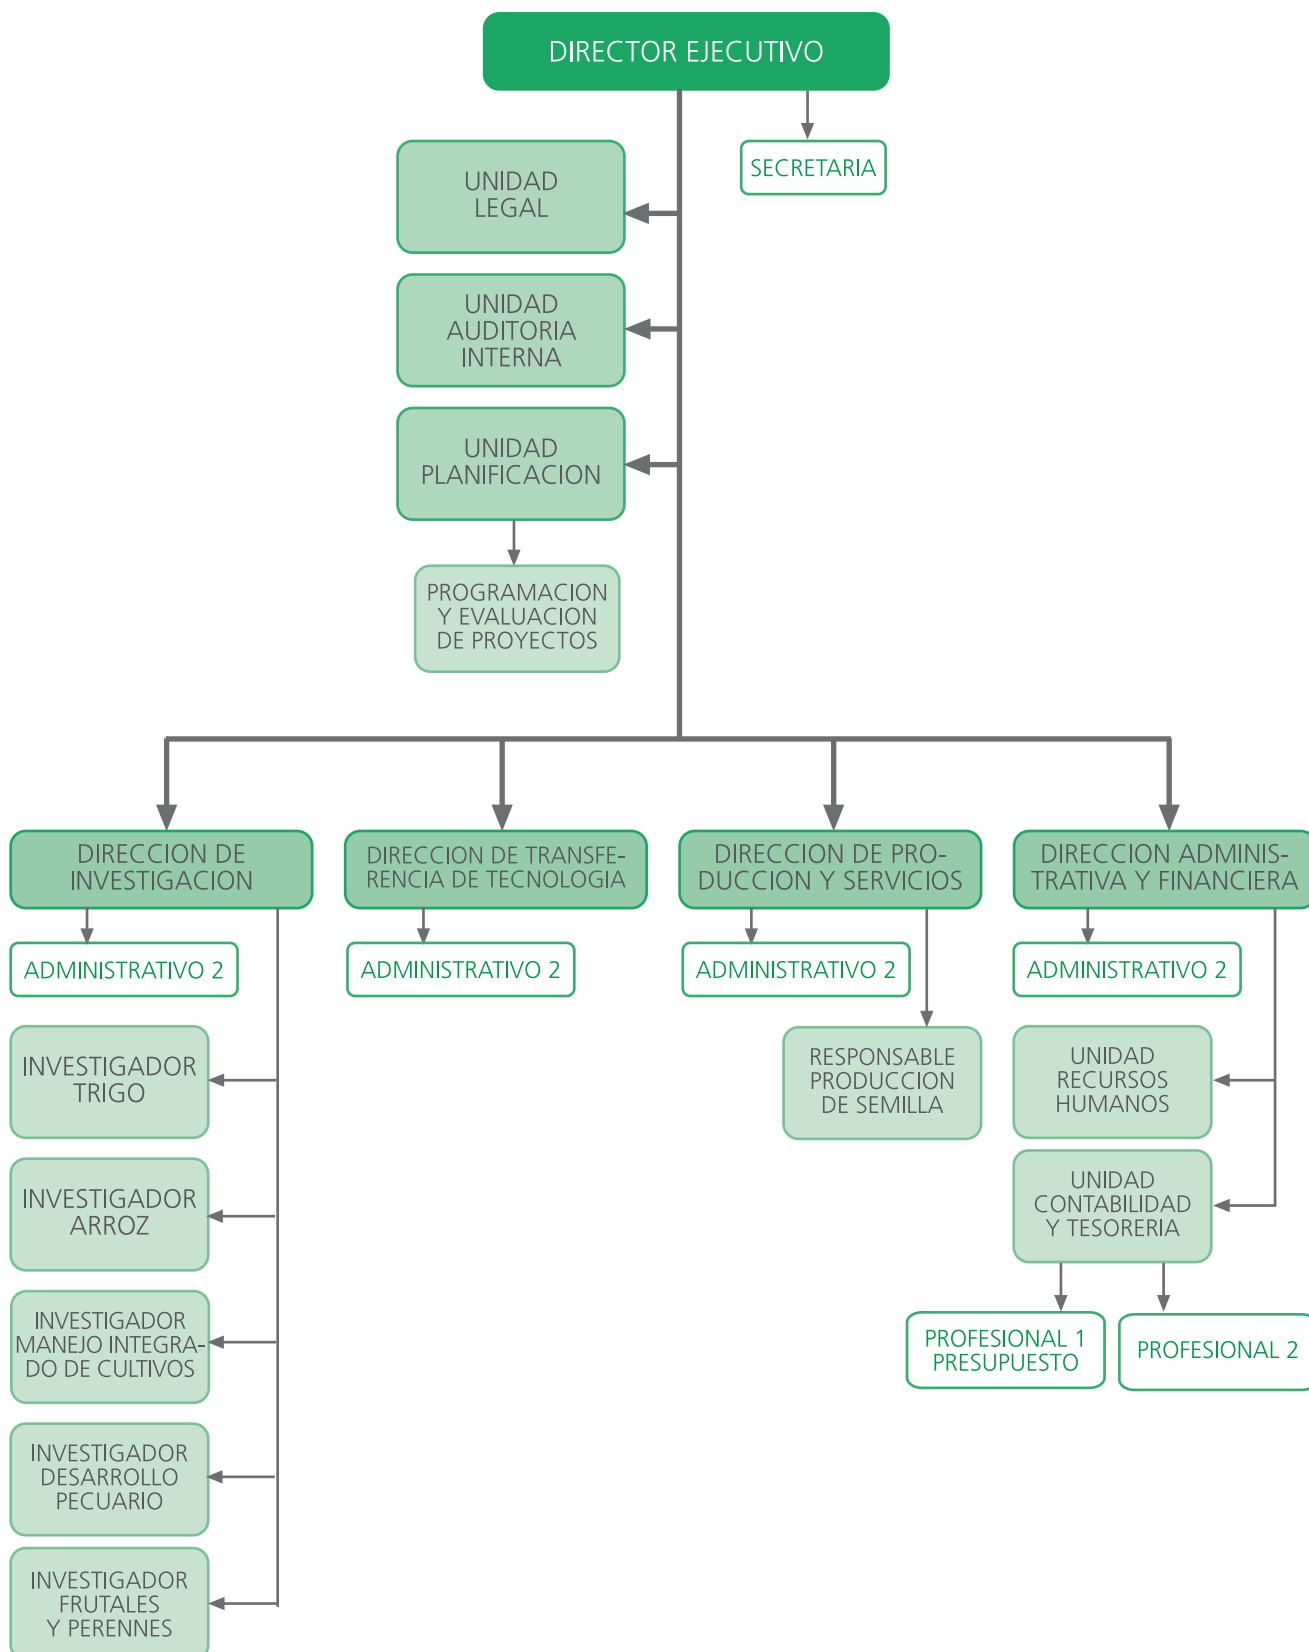 DIRECTOR EJECUTIVO
SECRETARIA
UNIDAD
LEGAL
UNIDAD
AUDITORIA
INTERNA
UNIDAD
PLANIFICACION
PROGRAMACION
Y EVALUACION
DE PROYECTOS
DIRECCION DE
INVESTIGACION
ADMINISTRATIVO 2
INVESTIGADOR
TRIGO
INVESTIGADOR
ARROZ
INVESTIGADOR
MANEJO INTEGRA-
DO DE CULTIVOS
INVESTIGADOR
DESARROLLO
PECUARIO
INVESTIGADOR
FRUTALES
Y PERENNES
DIRECCION DE TRANSFE-
RENCIA DE TECNOLOGIA
ADMINISTRATIVO 2
DIRECCION DE PRO-
DUCCION Y SERVICIOS
ADMINISTRATIVO 2
RESPONSABLE
PRODUCCION
DE SEMILLA
DIRECCION ADMINIS-
TRATIVA Y FINANCIERA
ADMINISTRATIVO 2
UNIDAD
RECURSOS
HUMANOS
UNIDAD
CONTABILIDAD
Y TESORERIA
PROFESIONAL 1
PRESUPUESTO
PROFESIONAL 2